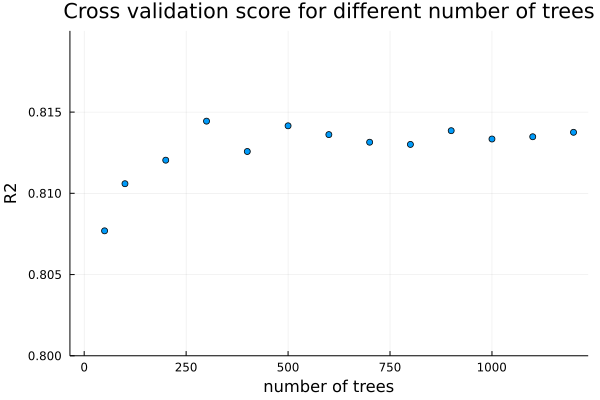 Cross validation score for different number of trees
0.815
0.810
0.805
0.800
R2
0 250 500 750 1000
number of trees